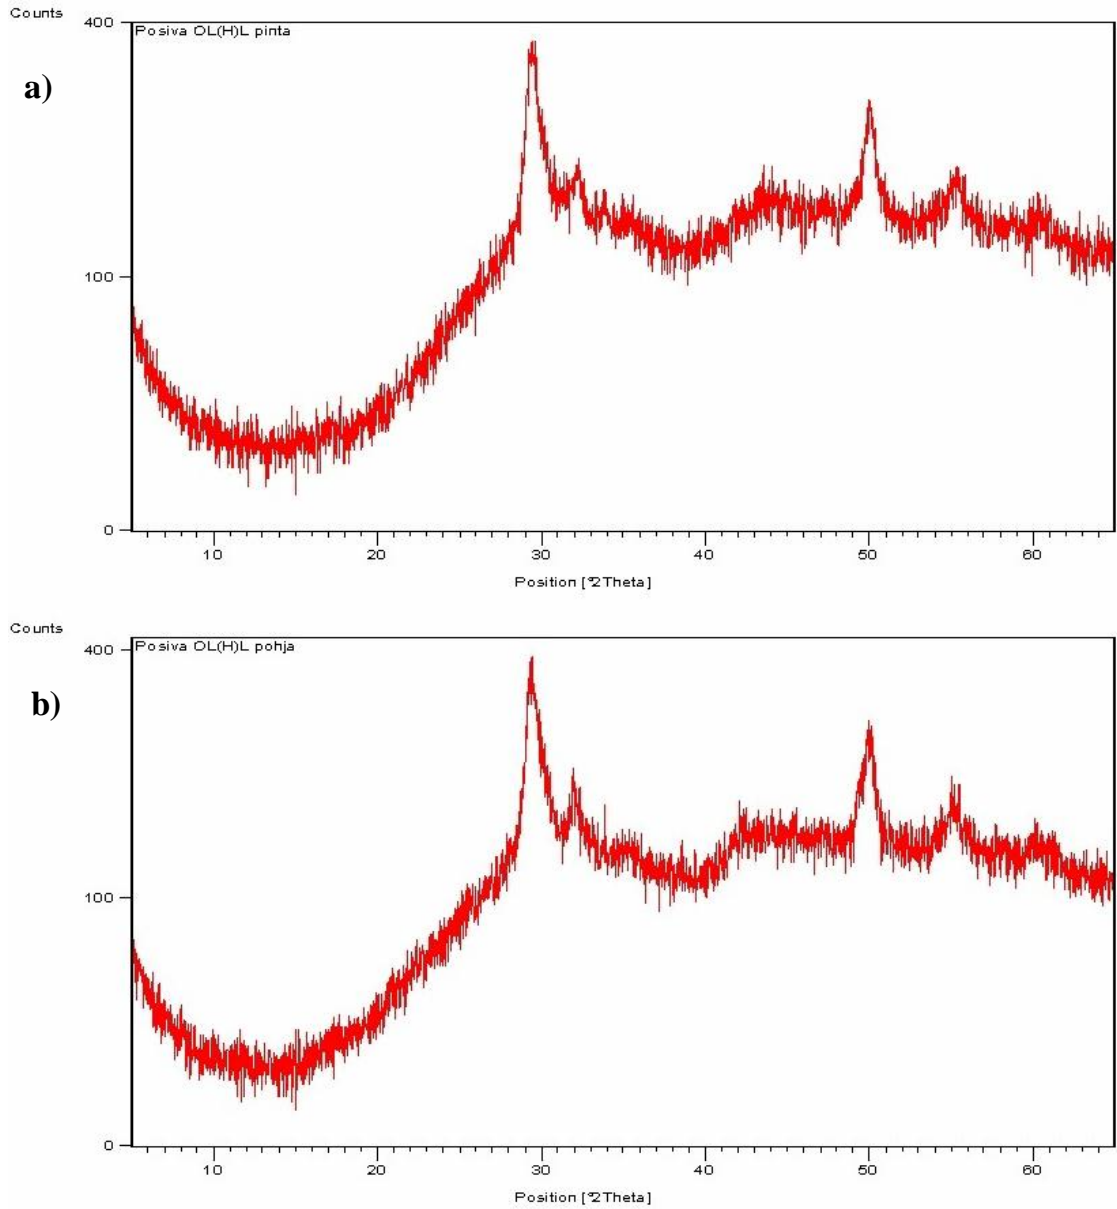 Counts
400
Posiva OL(H)L pinta
a)
100
0
10 20 30 40 50 60
Position [°2Theta]
Counts
400
Posiva OL(H)L pohja
b)
100
0
10 20 30 40 50 60
Position [°2Theta]